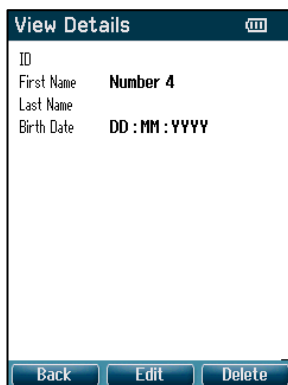 View Details
ID
First Name Number 4
Last Name
Birth Date DD : MM : YYYY
Back Edit Delete